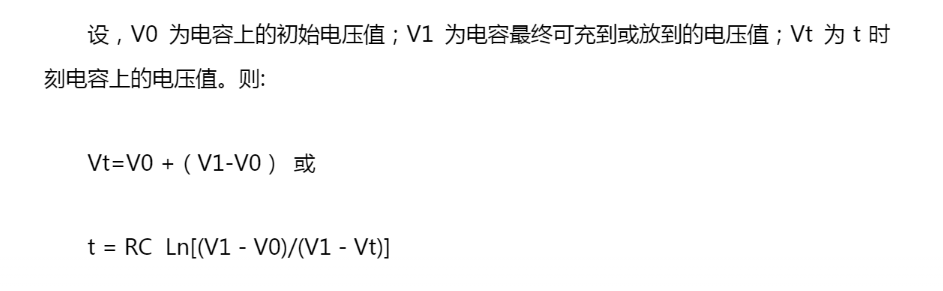 设，V0 为电容上的初始电压值；V1 为电容最终可充到或放到的电压值；Vt 为 t 时
刻电容上的电压值。则:
Vt=V0 +（ V1-V0 ） 或
t = RC Ln[(V1 - V0)/(V1 - Vt)]